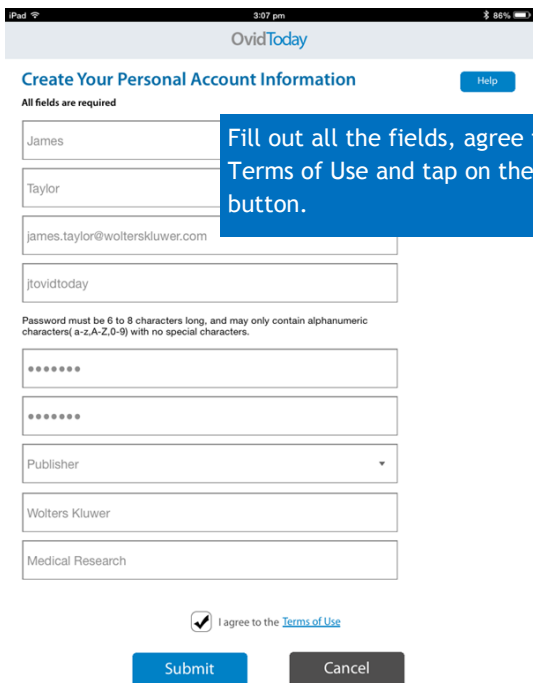 iPad 3:07 pm 86%
OvidToday
Create Your Personal Account Information
Help
All fields are required
James
Fill out all the fields, agree
Taylor
Terms of Use and tap on the
button.
james.taylor@wolterskluwer.com
jtovidtoday
Password must be 6 to 8 characters long, and may only contain alphanumeric
characters( a-z,A-Z,0-9) with no special characters.
Publisher
Wolters Kluwer
Medical Research
I agree to the Terms of Use
Submit Cancel